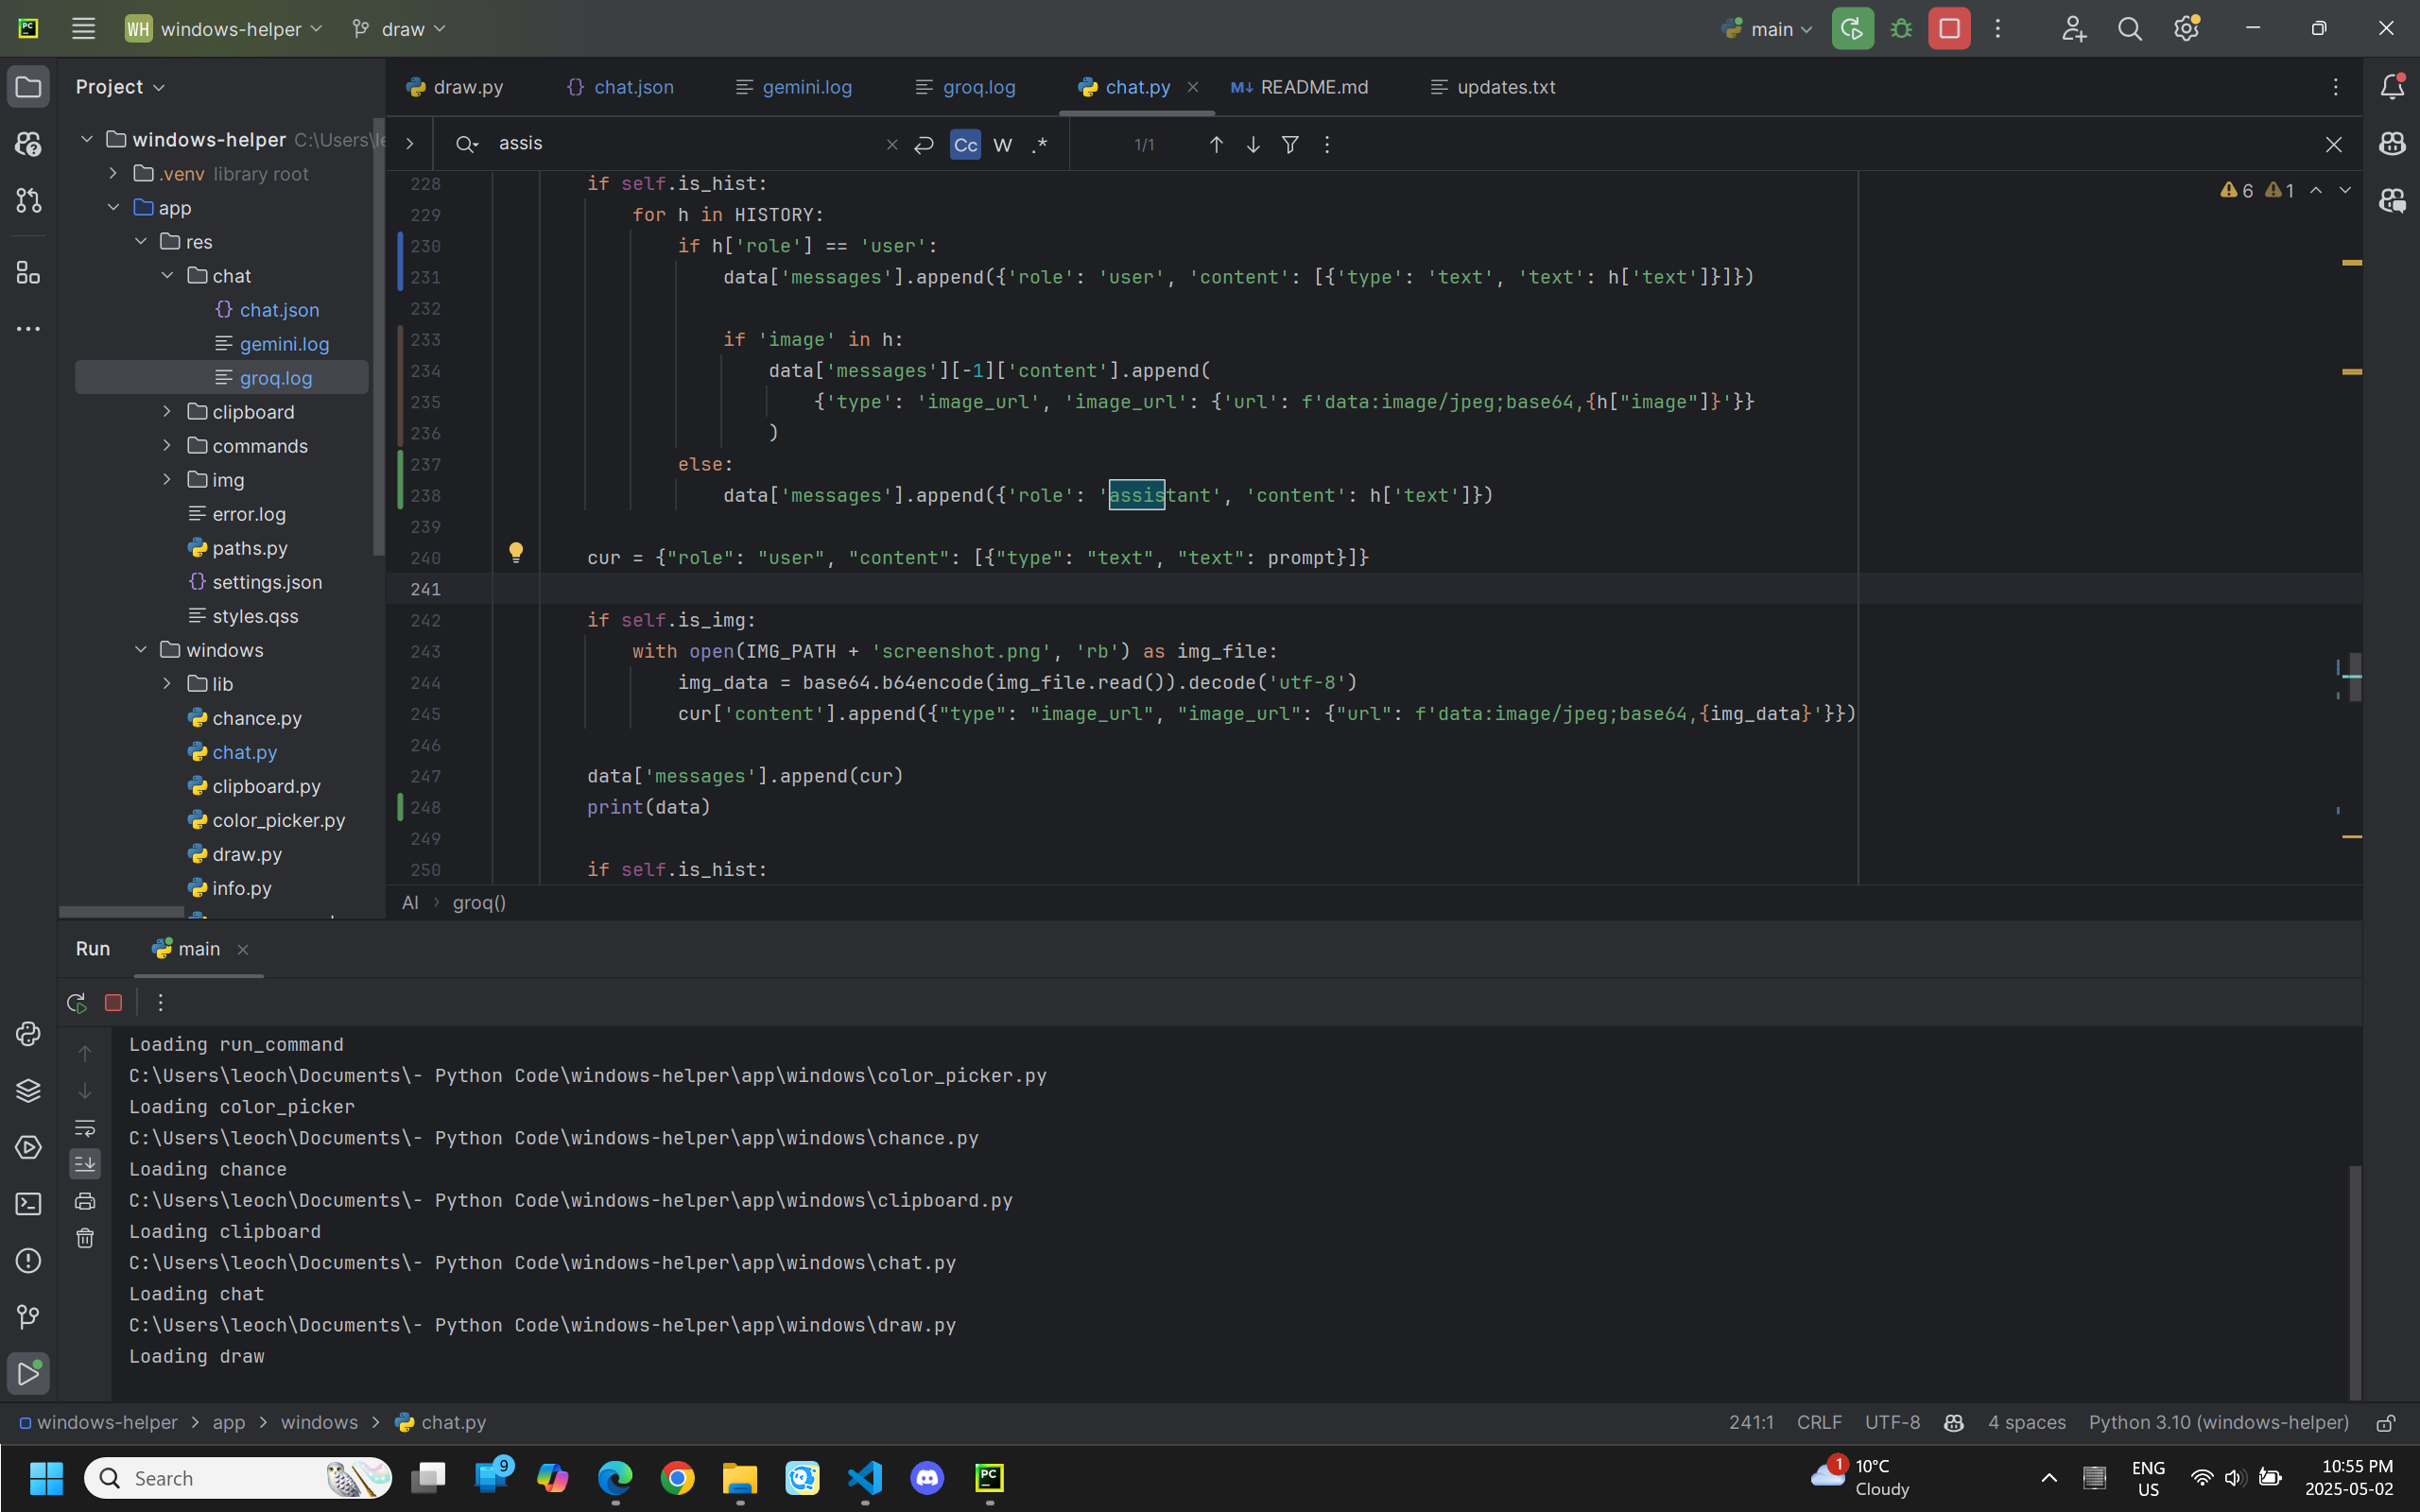 PC
WH windows-helper
draw
main
Project
draw.py
chat.json
gemini.log
groq.log
chat.py
README.md
updates.txt
windows-helper C:\Users\le
.venv library root
app
res
chat
chat.json
gemini.log
groq.log
clipboard
commands
img
error.log
paths.py
settings.json
styles.qss
windows
lib
chance.py
chat.py
clipboard.py
color_picker.py
draw.py
info.py
assis
Cc W .*
1/1
6 1
228 if self.is_hist:
229 for h in HISTORY:
230 if h['role'] == 'user':
231 data['messages'].append({'role': 'user', 'content': [{'type': 'text', 'text': h['text']}]})
232
233 if 'image' in h:
234 data['messages'][-1]['content'].append(
235 {'type': 'image_url', 'image_url': {'url': f'data:image/jpeg;base64,{h["image"]}'}}
236 )
237 else:
238 data['messages'].append({'role': 'assistant', 'content': h['text']})
239
240 cur = {"role": "user", "content": [{"type": "text", "text": prompt}]}
241
242 if self.is_img:
243 with open(IMG_PATH + 'screenshot.png', 'rb') as img_file:
244 img_data = base64.b64encode(img_file.read()).decode('utf-8')
245 cur['content'].append({"type": "image_url", "image_url": {"url": f'data:image/jpeg;base64,{img_data}'}})
246
247 data['messages'].append(cur)
248 print(data)
249
250 if self.is_hist:
AI > groq()
Run main
Loading run_command
C:\Users\leoch\Documents\- Python Code\windows-helper\app\windows\color_picker.py
Loading color_picker
C:\Users\leoch\Documents\- Python Code\windows-helper\app\windows\chance.py
Loading chance
C:\Users\leoch\Documents\- Python Code\windows-helper\app\windows\clipboard.py
Loading clipboard
C:\Users\leoch\Documents\- Python Code\windows-helper\app\windows\chat.py
Loading chat
C:\Users\leoch\Documents\- Python Code\windows-helper\app\windows\draw.py
Loading draw
windows-helper > app > windows > chat.py
241:1 CRLF UTF-8 4 spaces Python 3.10 (windows-helper)
Search
9
PC
1
10°C
Cloudy
ENG
US
10:55 PM
2025-05-02